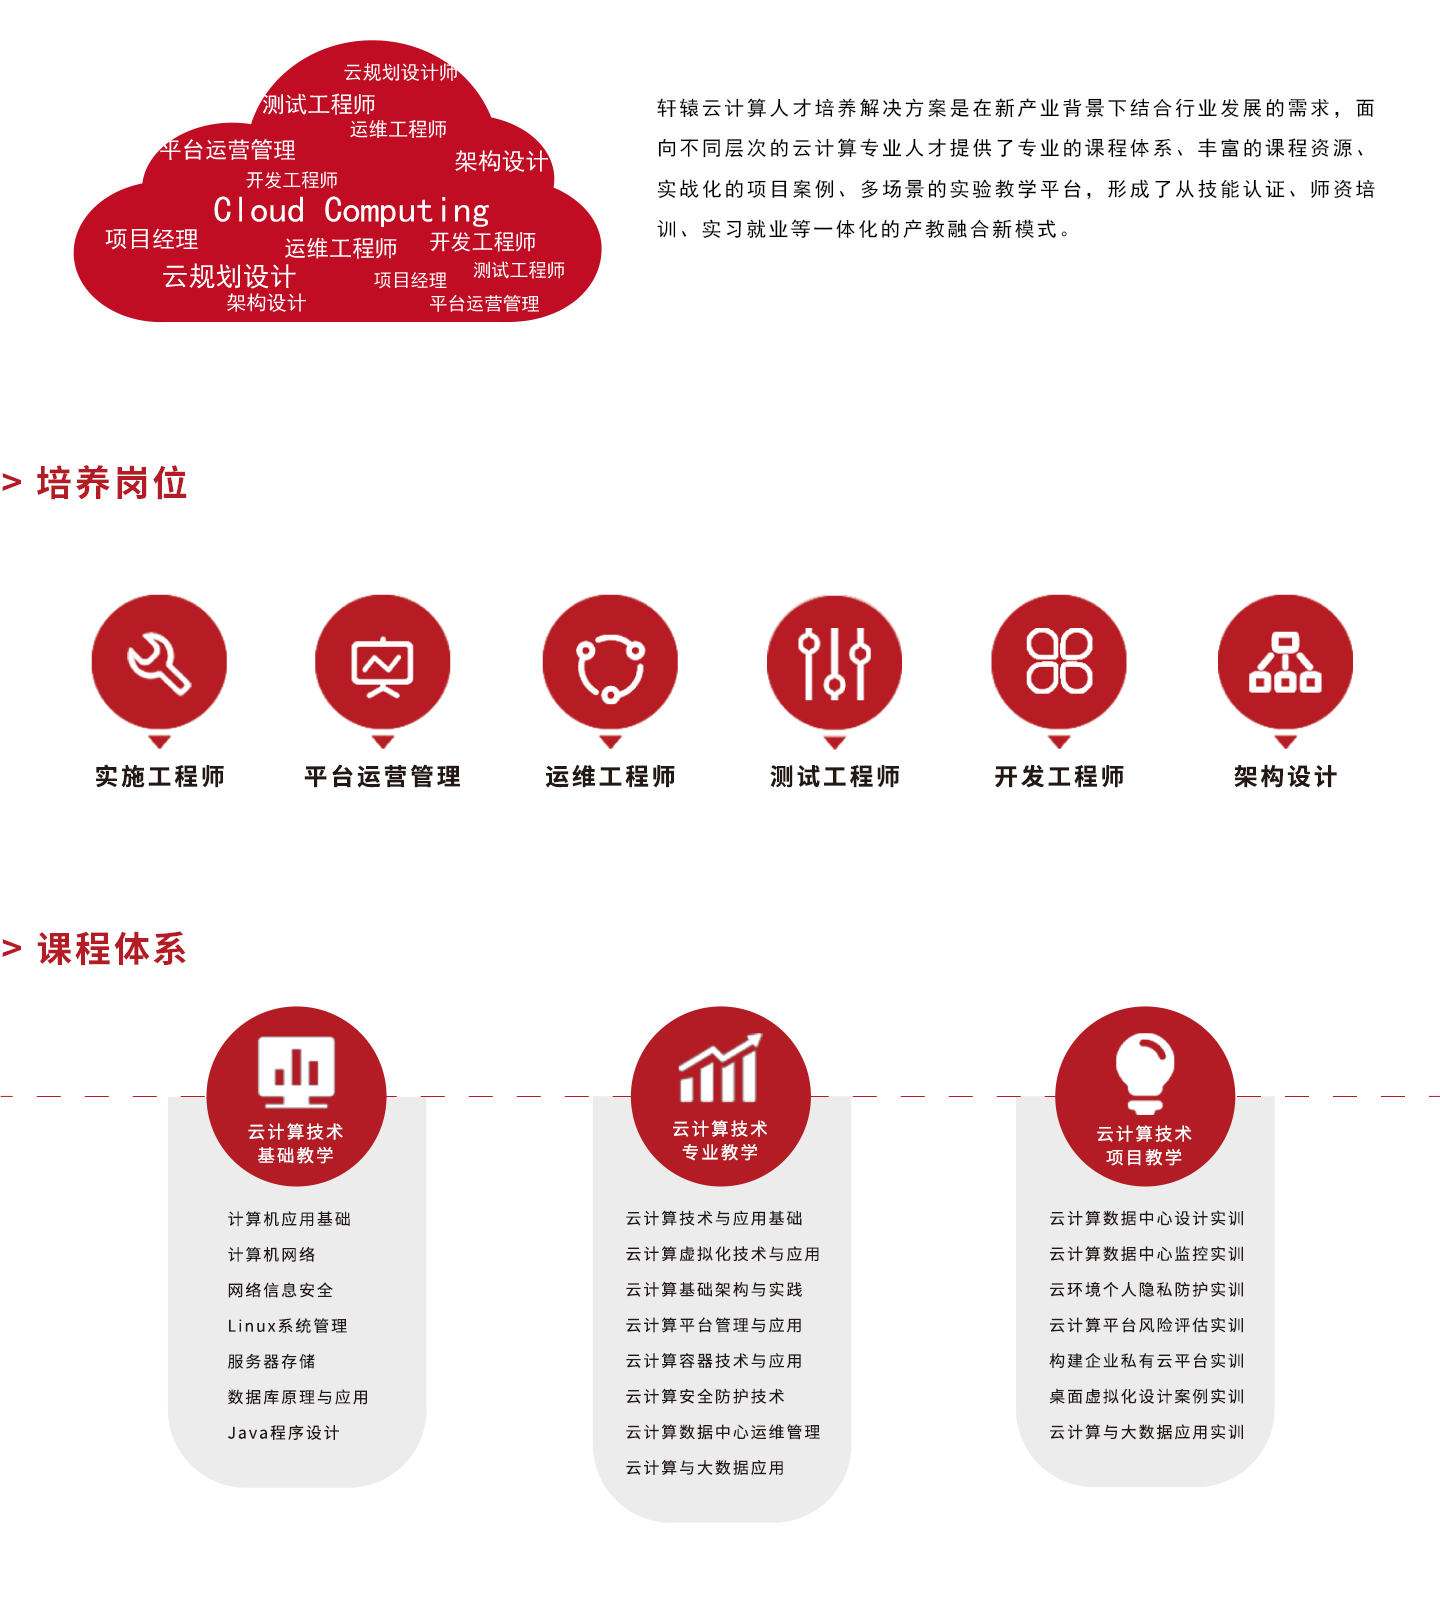 云规划设计师
测试工程师
运维工程师
平台运营管理
架构设计
开发工程师
Cloud Computing
项目经理
运维工程师
开发工程师
云规划设计
项目经理
测试工程师
架构设计
平台运营管理
轩辕云计算人才培养解决方案是在新产业背景下结合行业发展的需求，面
向不同层次的云计算专业人才提供了专业的课程体系、丰富的课程资源、
实战化的项目案例、多场景的实验教学平台，形成了从技能认证、师资培
训、实习就业等一体化的产教融合新模式。
> 培养岗位
实施工程师
平台运营管理
运维工程师
测试工程师
开发工程师
架构设计
> 课程体系
云计算技术
基础教学
计算机应用基础
计算机网络
网络信息安全
Linux系统管理
服务器存储
数据库原理与应用
Java程序设计
云计算技术
专业教学
云计算技术与应用基础
云计算虚拟化技术与应用
云计算基础架构与实践
云计算平台管理与应用
云计算容器技术与应用
云计算安全防护技术
云计算数据中心运维管理
云计算与大数据应用
云计算技术
项目教学
云计算数据中心设计实训
云计算数据中心监控实训
云环境个人隐私防护实训
云计算平台风险评估实训
构建企业私有云平台实训
桌面虚拟化设计案例实训
云计算与大数据应用实训